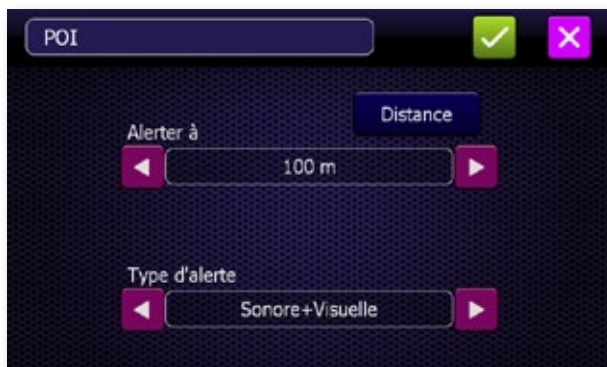 POI
Distance
Alerter à
100 m
Type d'alerte
Sonore+Visuelle